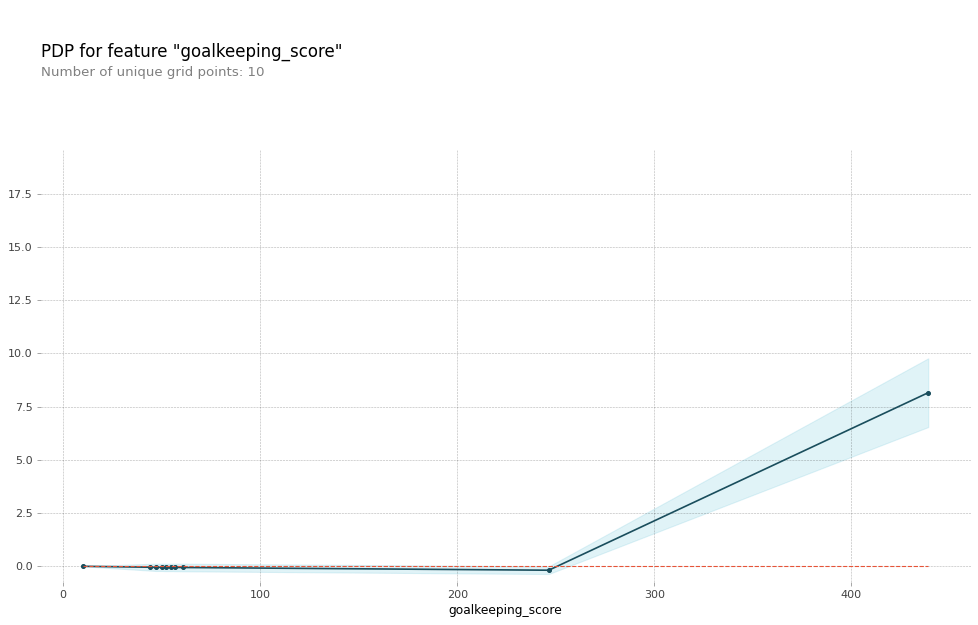 PDP for feature "goalkeeping_score"
Number of unique grid points: 10
17.5
15.0
12.5
10.0
7.5
5.0
2.5
0.0
0 100 200 300 400
goalkeeping_score